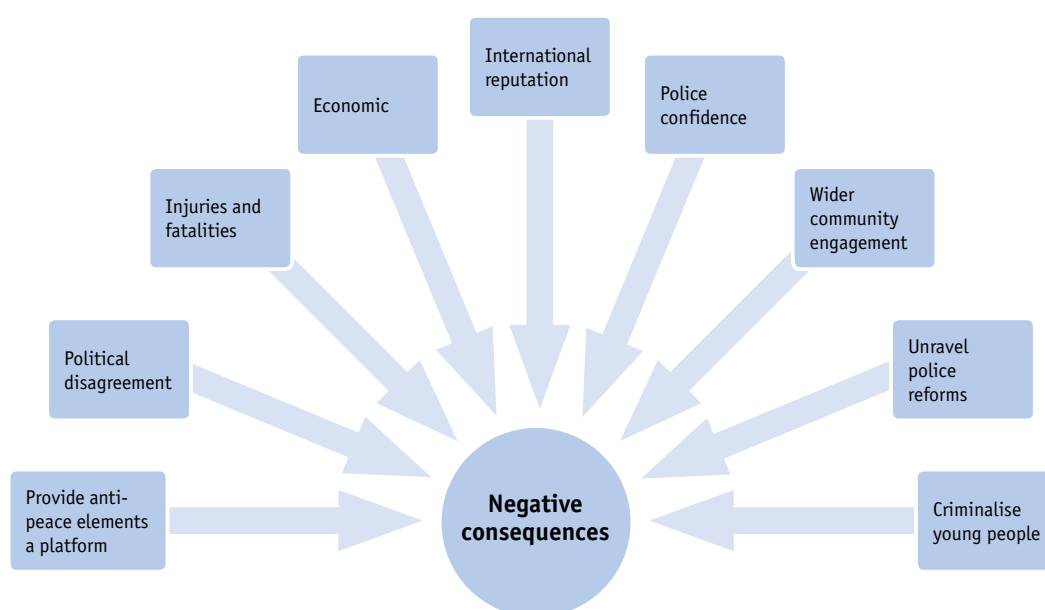 International
reputation
Economic
Police
confidence
Injuries and
fatalities
Wider
community
engagement
Political
disagreement
Unravel
police
reforms
Provide anti-
peace elements
a platform
Negative
consequences
Criminalise
young people